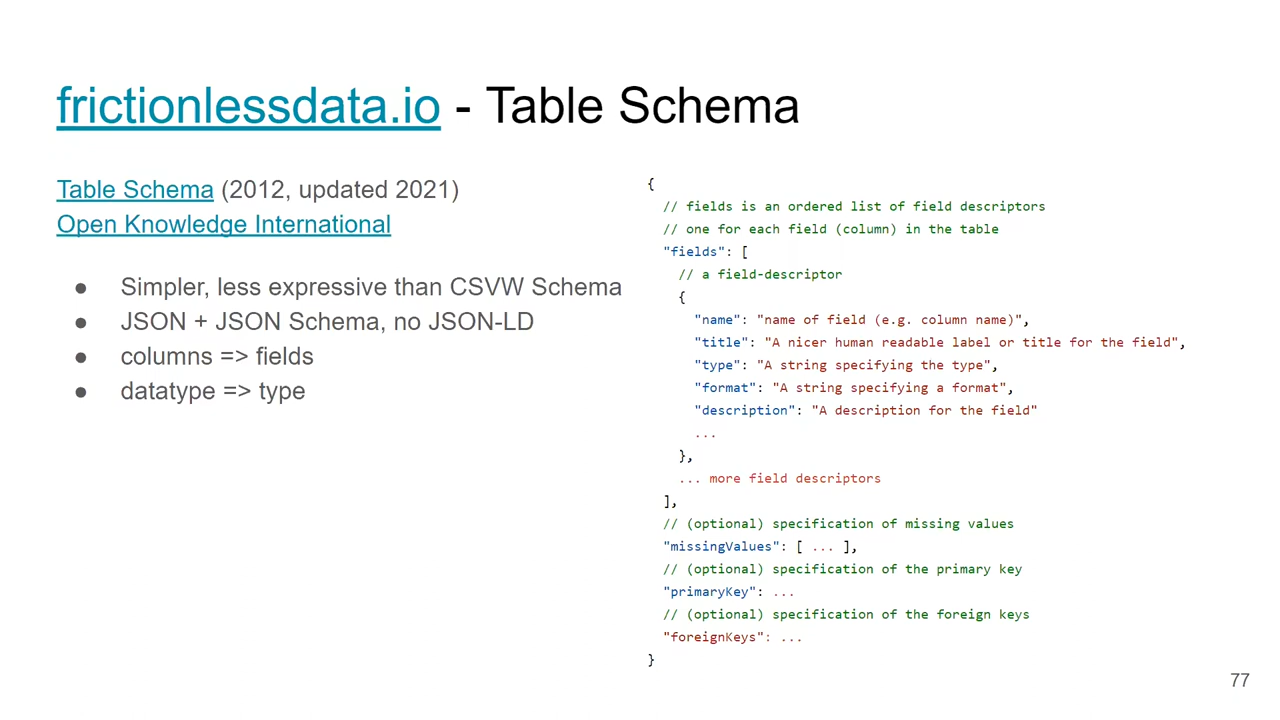 frictionlessdata.io - Table Schema
Table Schema (2012, updated 2021)
Open Knowledge International
● Simpler, less expressive than CSVW Schema
● JSON + JSON Schema, no JSON-LD
● columns => fields
● datatype => type
{
  // fields is an ordered list of field descriptors
  // one for each field (column) in the table
  "fields": [
    // a field-descriptor
    {
      "name": "name of field (e.g. column name)",
      "title": "A nicer human readable label or title for the field",
      "type": "A string specifying the type",
      "format": "A string specifying a format",
      "description": "A description for the field"
      ...
    },
    ... more field descriptors
  ],
  // (optional) specification of missing values
  "missingValues": [ ... ],
  // (optional) specification of the primary key
  "primaryKey": ...
  // (optional) specification of the foreign keys
  "foreignKeys": ...
}
77